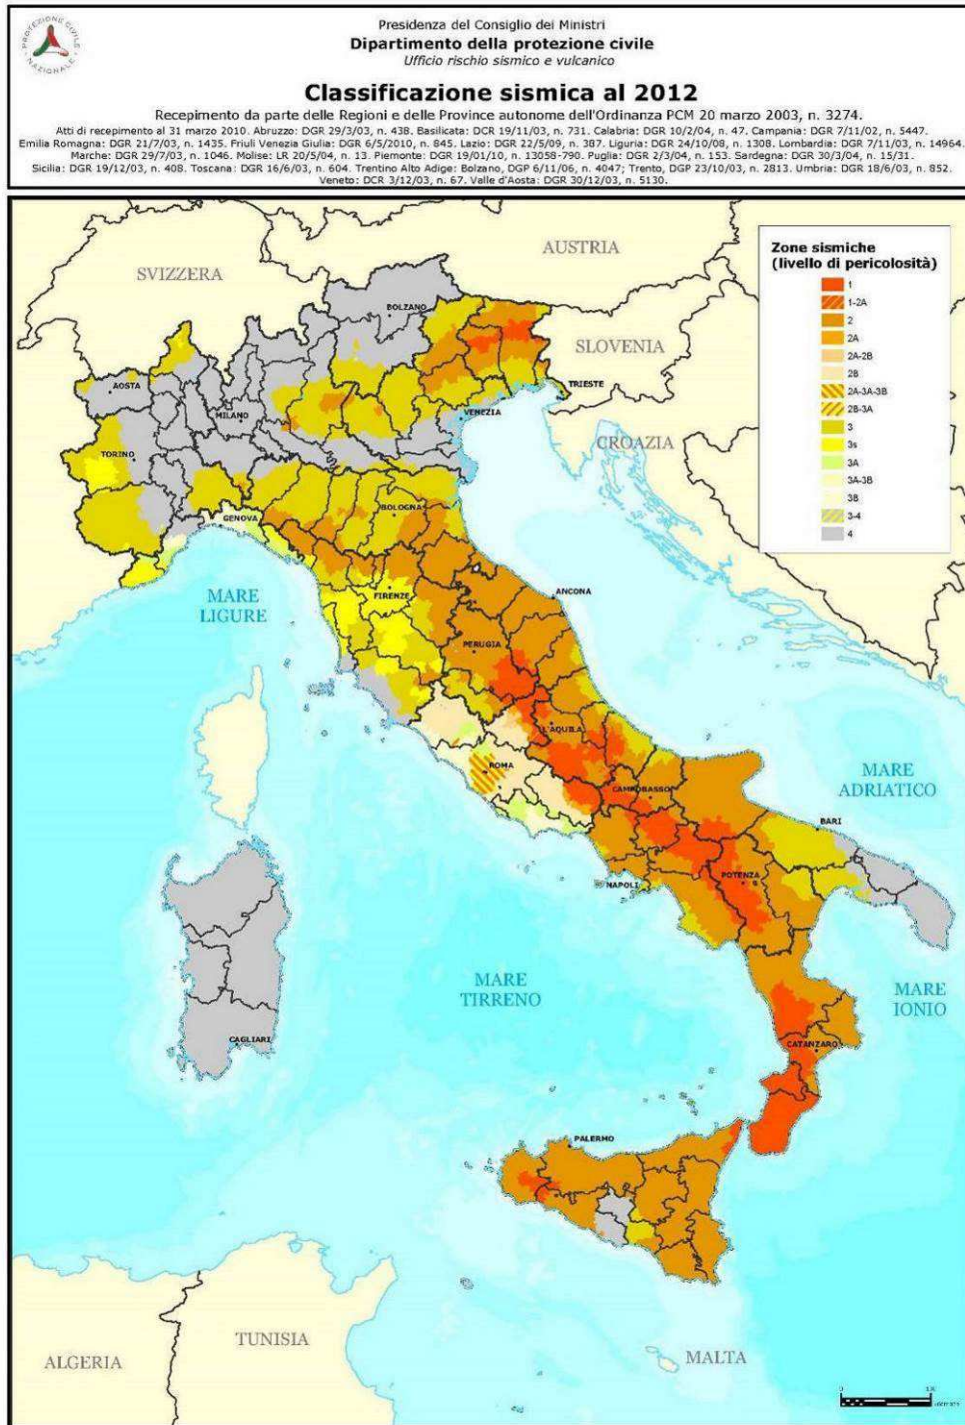 PROTEZIONE CIVILE
NAZIONALE
Presidenza del Consiglio dei Ministri
Dipartimento della protezione civile
Ufficio rischio sismico e vulcanico
Classificazione sismica al 2012
Recepimento da parte delle Regioni e delle Province autonome dell'Ordinanza PCM 20 marzo 2003, n. 3274.
Atti di recepimento al 31 marzo 2010. Abruzzo: DGR 29/3/03, n. 438. Basilicata: DCR 19/11/03, n. 731. Calabria: DGR 10/2/04, n. 47. Campania: DGR 7/11/02, n. 5447.
Emilia Romagna: DGR 21/7/03, n. 1435. Friuli Venezia Giulia: DGR 6/5/2010, n. 845. Lazio: DGR 22/5/09, n. 387. Liguria: DGR 24/10/08, n. 1308. Lombardia: DGR 7/11/03, n. 14964.
Marche: DGR 29/7/03, n. 1046. Molise: LR 20/5/04, n. 13. Piemonte: DGR 19/01/10, n. 13058-790. Puglia: DGR 2/3/04, n. 153. Sardegna: DGR 30/3/04, n. 15/31.
Sicilia: DGR 19/12/03, n. 408. Toscana: DGR 16/6/03, n. 604. Trentino Alto Adige: Bolzano, DGP 6/11/06, n. 4047; Trento, DGP 23/10/03, n. 2813. Umbria: DGR 18/6/03, n. 852.
Veneto: DCR 3/12/03, n. 67. Valle d'Aosta: DGR 30/12/03, n. 5130.
AUSTRIA
SVIZZERA
Zone sismiche
(livello di pericolosità)
1
1-2A
2
2A
2A-2B
2B
2A-3A-3B
2B-3A
3
3s
3A
3A-3B
3B
3-4
4
BOLZANO
SLOVENIA
AOSTA
TRIESTE
MILANO
VENEZIA
CROAZIA
TORINO
BOLOGNA
GENOVA
MARE
LIGURE
FIRENZE
ANCONA
PERUGIA
L'AQUILA
ROMA
MARE
ADRIATICO
CAMPOBASSO
BARI
NAPOLI
POTENZA
MARE
TIRRENO
MARE
IONIO
CAGLIARI
CATANZARO
PALERMO
TUNISIA
ALGERIA
MALTA
0